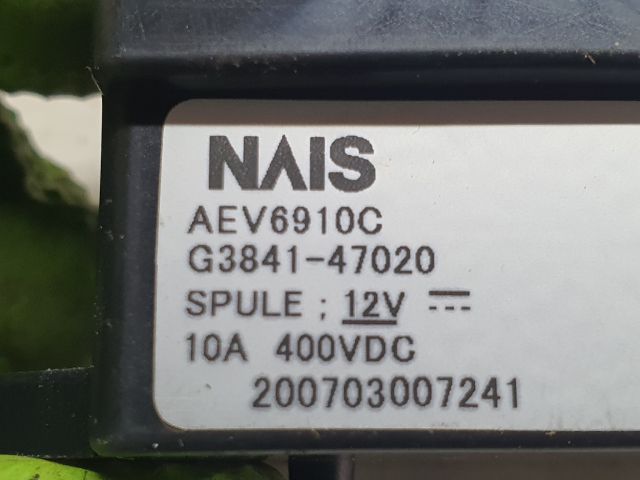 NAIS
AEV6910C
G3841-47020
SPULE ; 12V ⎓
10A 400VDC
200703007241